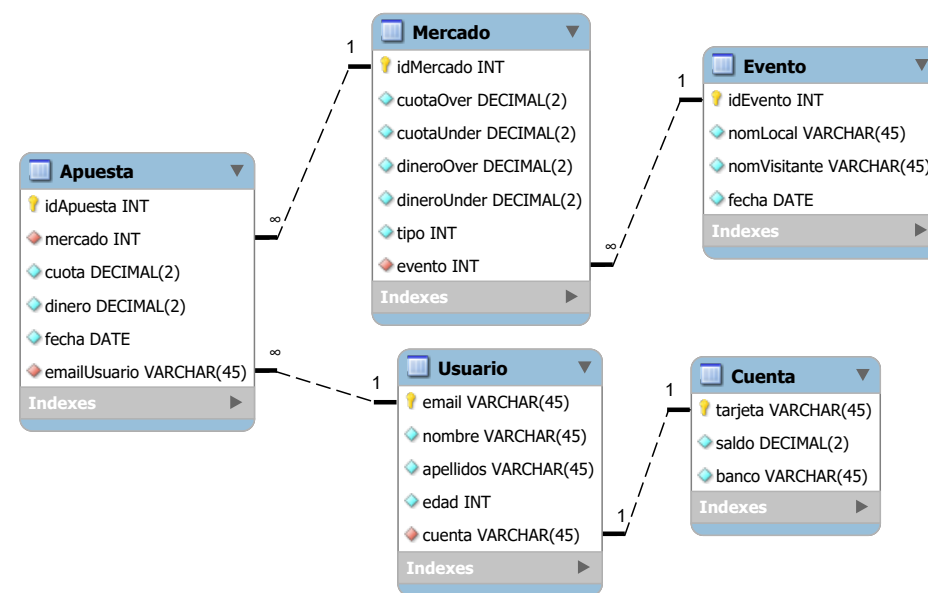 Mercado
idMercado INT
cuotaOver DECIMAL(2)
cuotaUnder DECIMAL(2)
dineroOver DECIMAL(2)
dineroUnder DECIMAL(2)
tipo INT
evento INT
Indexes
1
∞
Evento
idEvento INT
nomLocal VARCHAR(45)
nomVisitante VARCHAR(45)
fecha DATE
Indexes
1
∞
Apuesta
idApuesta INT
mercado INT
cuota DECIMAL(2)
dinero DECIMAL(2)
fecha DATE
emailUsuario VARCHAR(45)
Indexes
∞
1
Usuario
email VARCHAR(45)
nombre VARCHAR(45)
apellidos VARCHAR(45)
edad INT
cuenta VARCHAR(45)
Indexes
1
1
Cuenta
tarjeta VARCHAR(45)
saldo DECIMAL(2)
banco VARCHAR(45)
Indexes